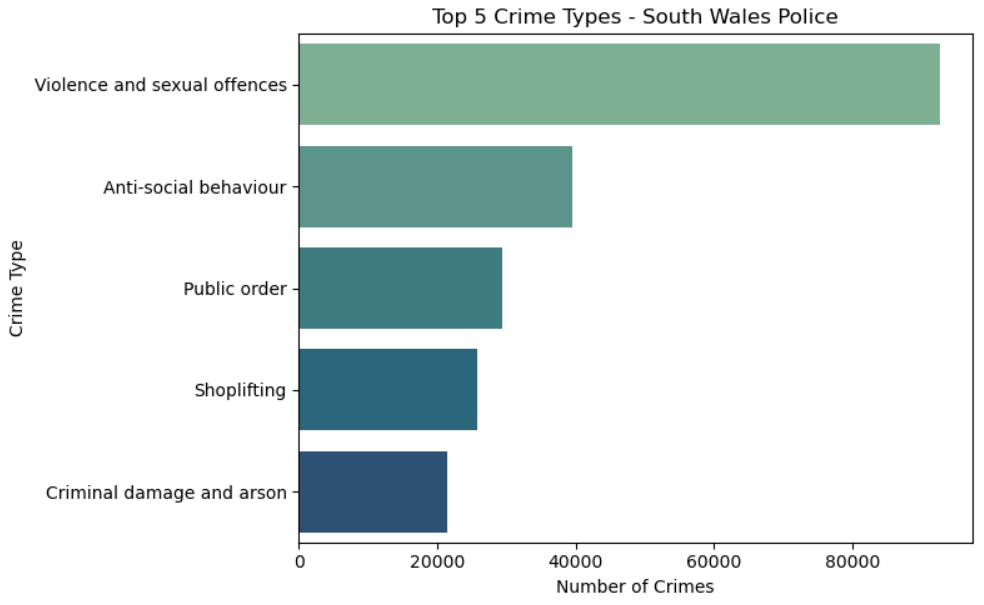 Top 5 Crime Types - South Wales Police
Violence and sexual offences
Anti-social behaviour
Public order
Shoplifting
Criminal damage and arson
Crime Type
0 20000 40000 60000 80000
Number of Crimes